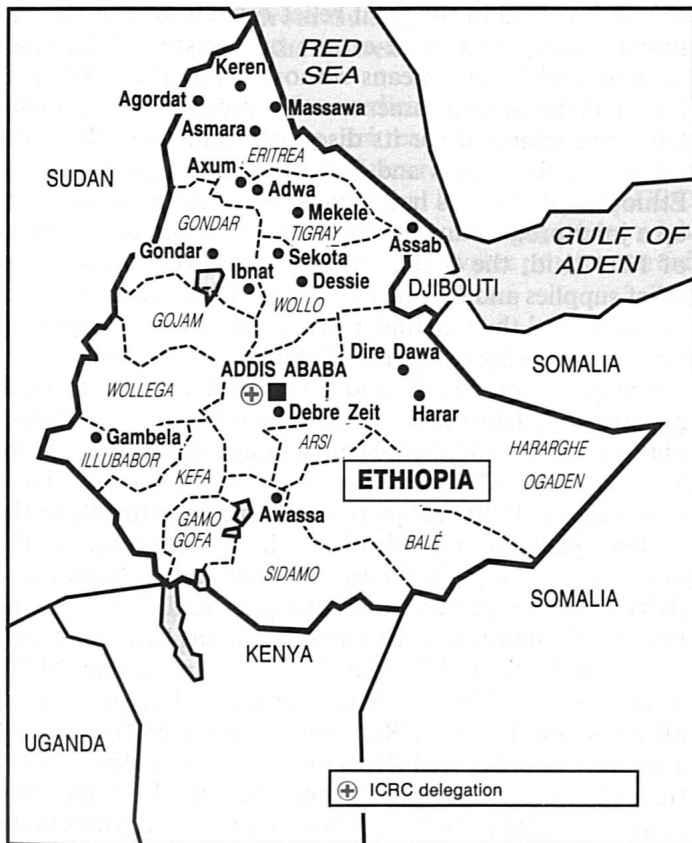 RED
SEA
Keren
Agordat
Massawa
Asmara
ERITREA
Axum
SUDAN
Adwa
Mekele
GONDAR
TIGRAY
Assab
GULF OF
ADEN
Gondar
Sekota
Ibnat
Dessie
DJIBOUTI
WOLLO
GOJAM
Dire Dawa
SOMALIA
ADDIS ABABA
WOLLEGA
Harar
Debre Zeit
Gambela
ARSI
HARARGHE
ILLUBABOR
KEFA
ETHIOPIA
OGADEN
Awassa
GAMO
GOFA
BALÉ
SIDAMO
SOMALIA
KENYA
UGANDA
ICRC delegation